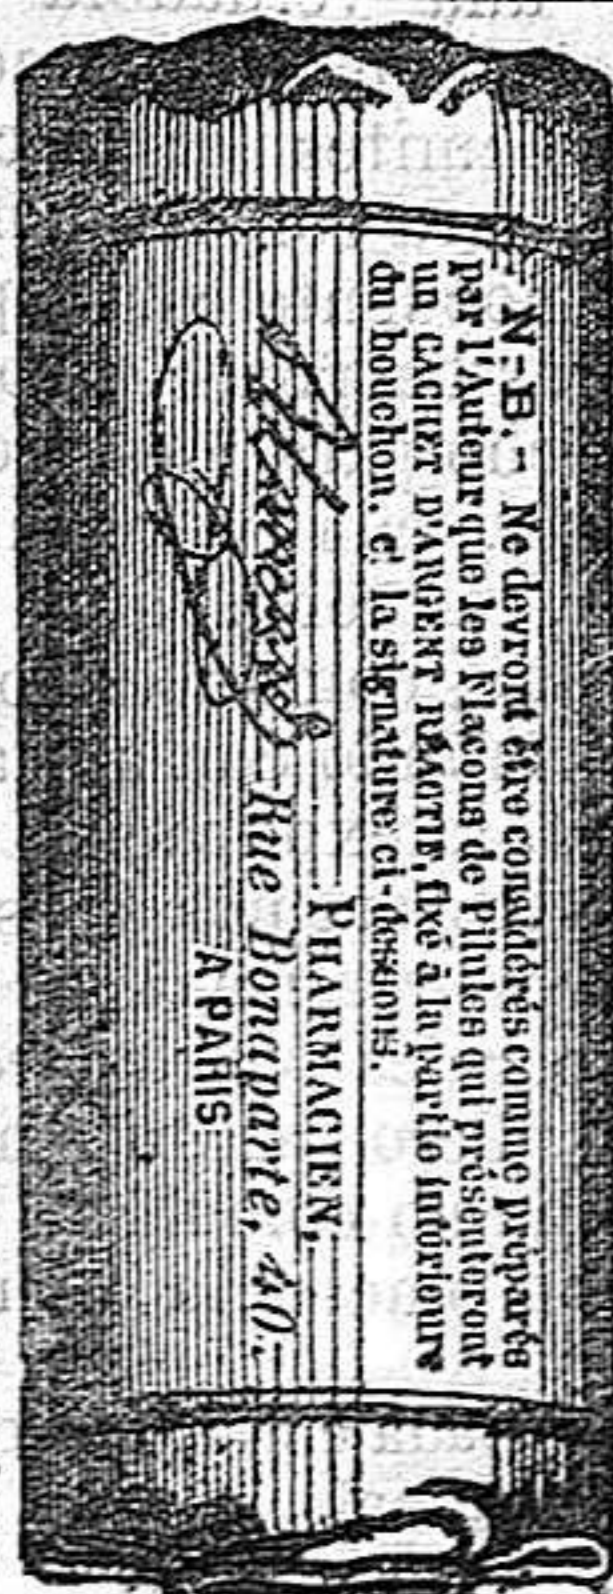 N.-B. - Ne devront être considérés comme préparés
par l'Auteur que les Flacons de Pilules qui présenteront
un CACHET D'ARGENT RÉACTIF, fixé à la partie intérieure
du bouchon, et la signature ci-dessous.
PHARMACIEN,
Rue Bonaparte, 40.
A PARIS